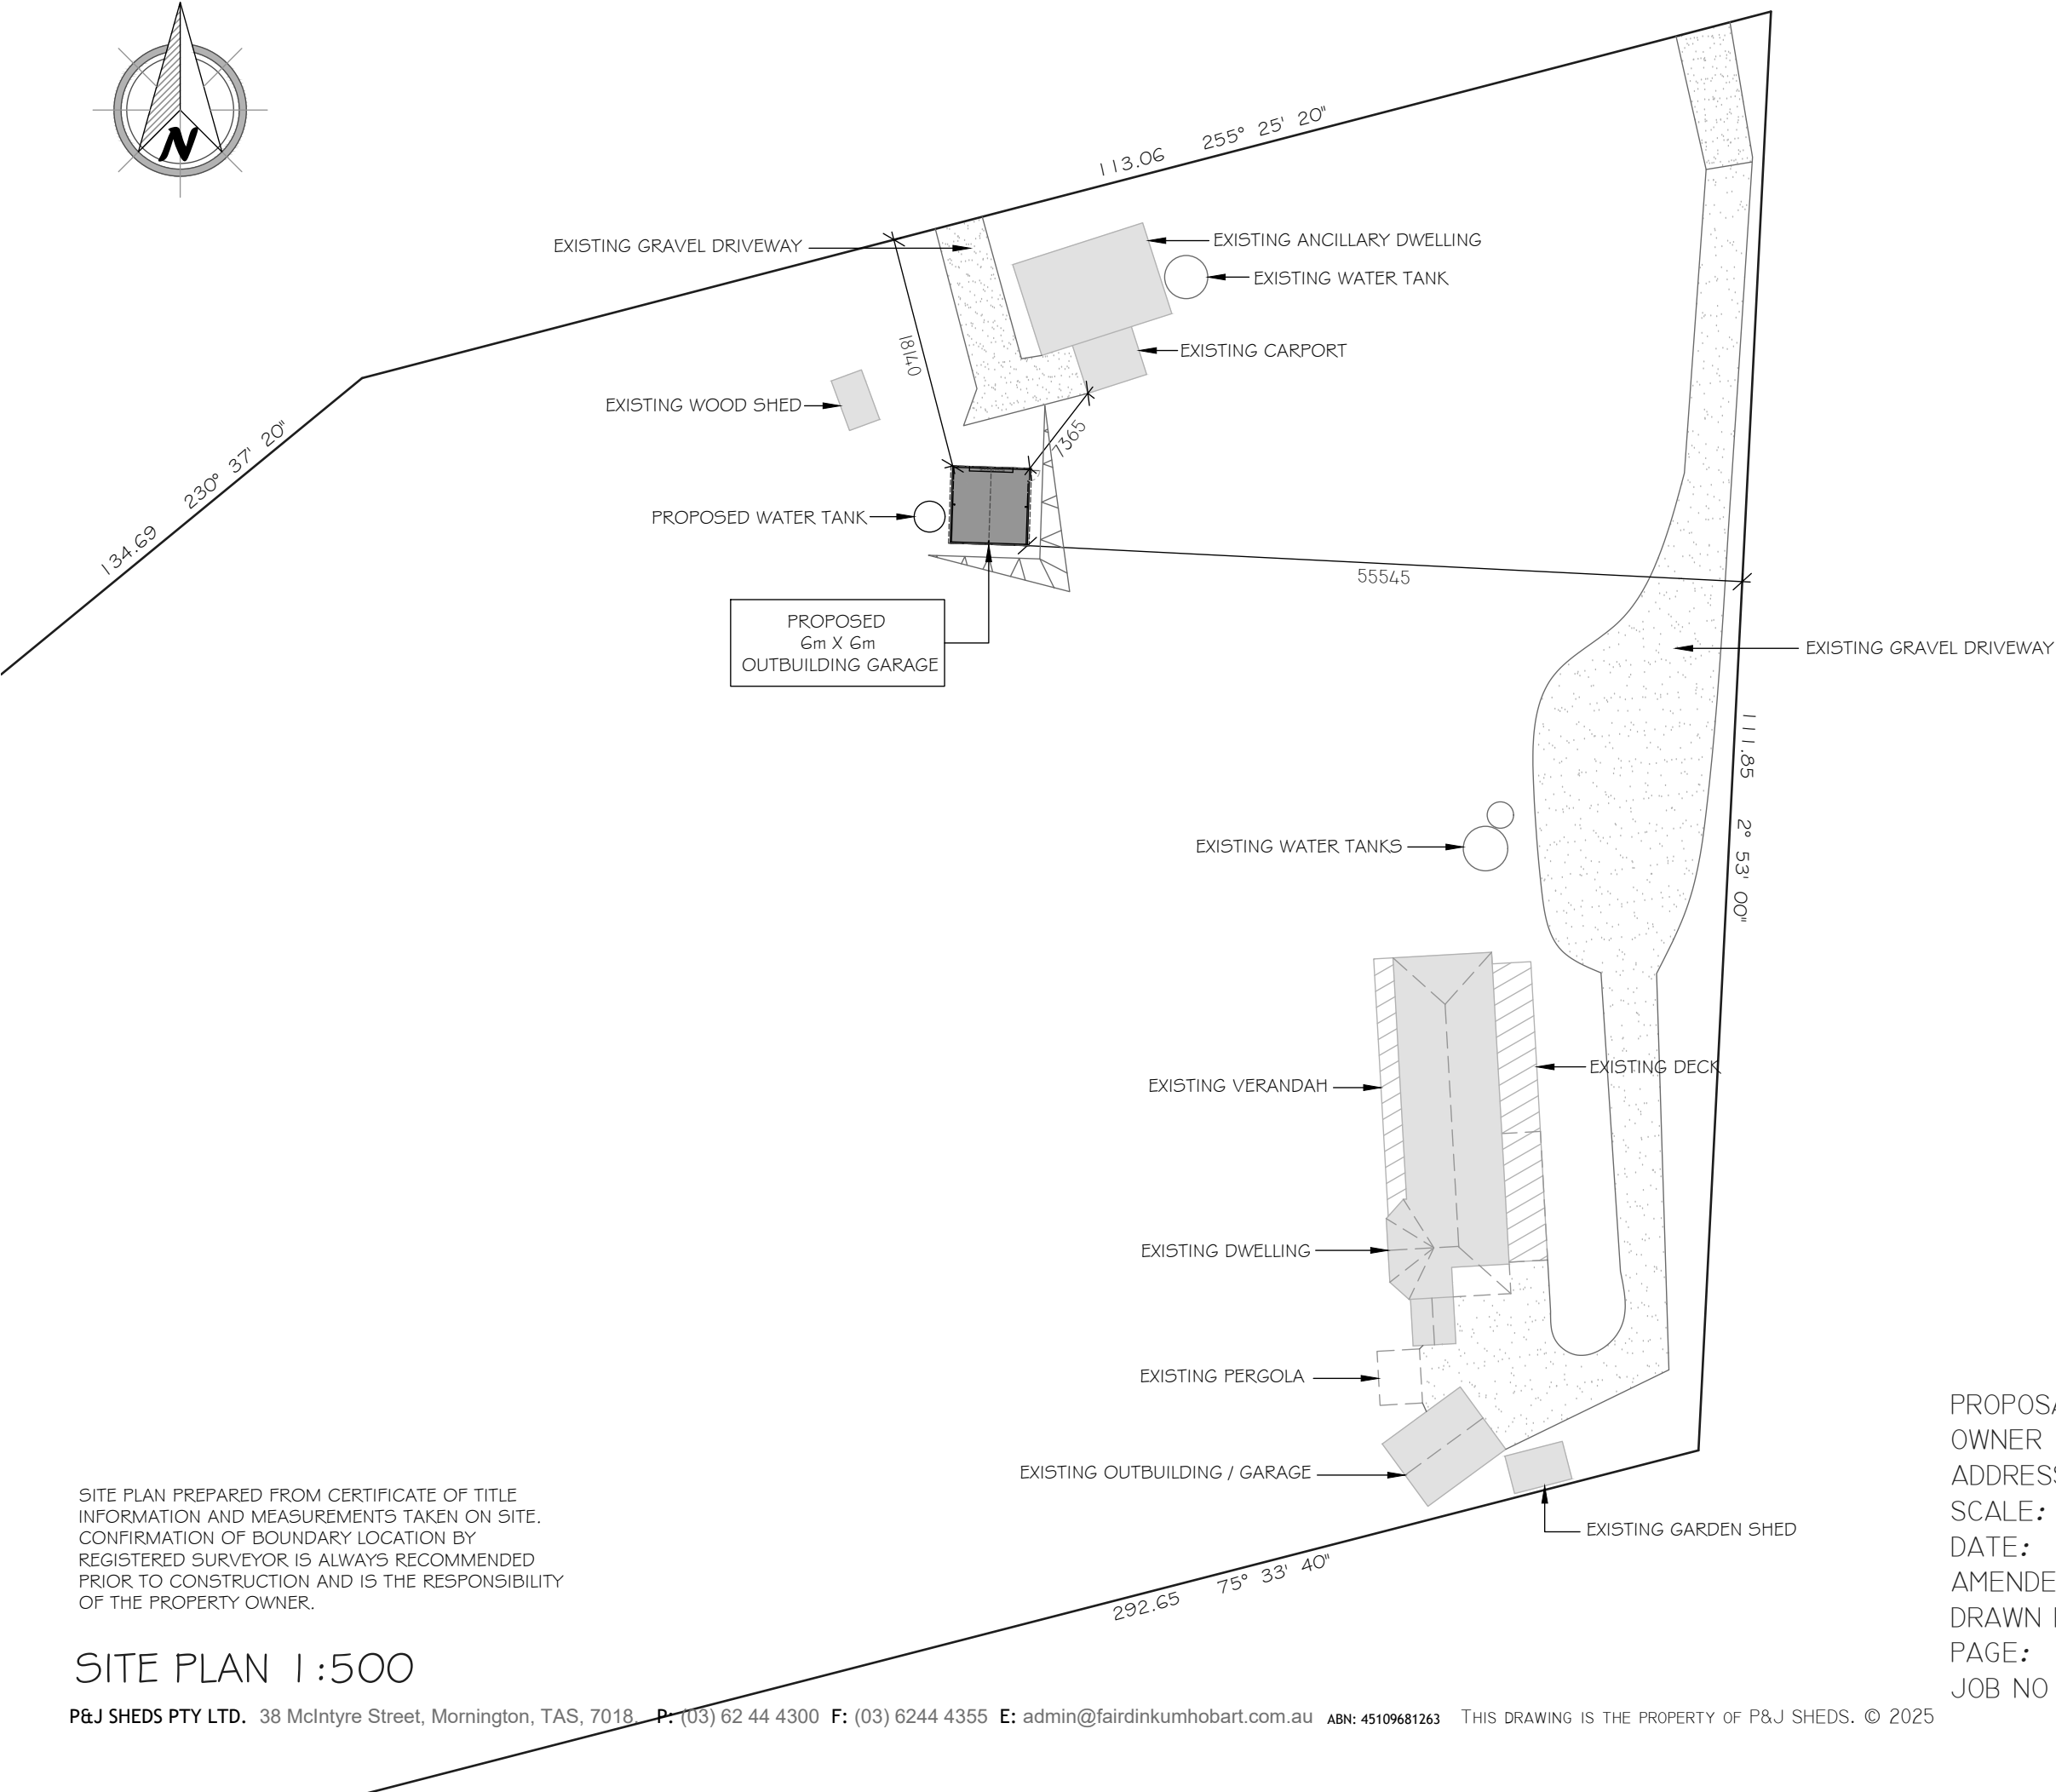 N
113.06 255° 25' 20"
EXISTING GRAVEL DRIVEWAY
EXISTING ANCILLARY DWELLING
EXISTING WATER TANK
18140
EXISTING CARPORT
EXISTING WOOD SHED
7365
134.69 230° 37' 20"
PROPOSED WATER TANK
55545
PROPOSED
6m X 6m
OUTBUILDING GARAGE
EXISTING GRAVEL DRIVEWAY
111.85 2° 53' 00"
EXISTING WATER TANKS
EXISTING DECK
EXISTING VERANDAH
EXISTING DWELLING
EXISTING PERGOLA
EXISTING OUTBUILDING / GARAGE
EXISTING GARDEN SHED
292.65 75° 33' 40"
PROPOSA
OWNER
ADDRESS
SCALE:
DATE:
AMENDE
DRAWN
PAGE:
JOB NO
SITE PLAN PREPARED FROM CERTIFICATE OF TITLE
INFORMATION AND MEASUREMENTS TAKEN ON SITE.
CONFIRMATION OF BOUNDARY LOCATION BY
REGISTERED SURVEYOR IS ALWAYS RECOMMENDED
PRIOR TO CONSTRUCTION AND IS THE RESPONSIBILITY
OF THE PROPERTY OWNER.
SITE PLAN 1:500
P&J SHEDS PTY LTD. 38 McIntyre Street, Mornington, TAS, 7018. P: (03) 62 44 4300 F: (03) 6244 4355 E: admin@fairdinkumhobart.com.au ABN: 45109681263 THIS DRAWING IS THE PROPERTY OF P&J SHEDS. © 2025